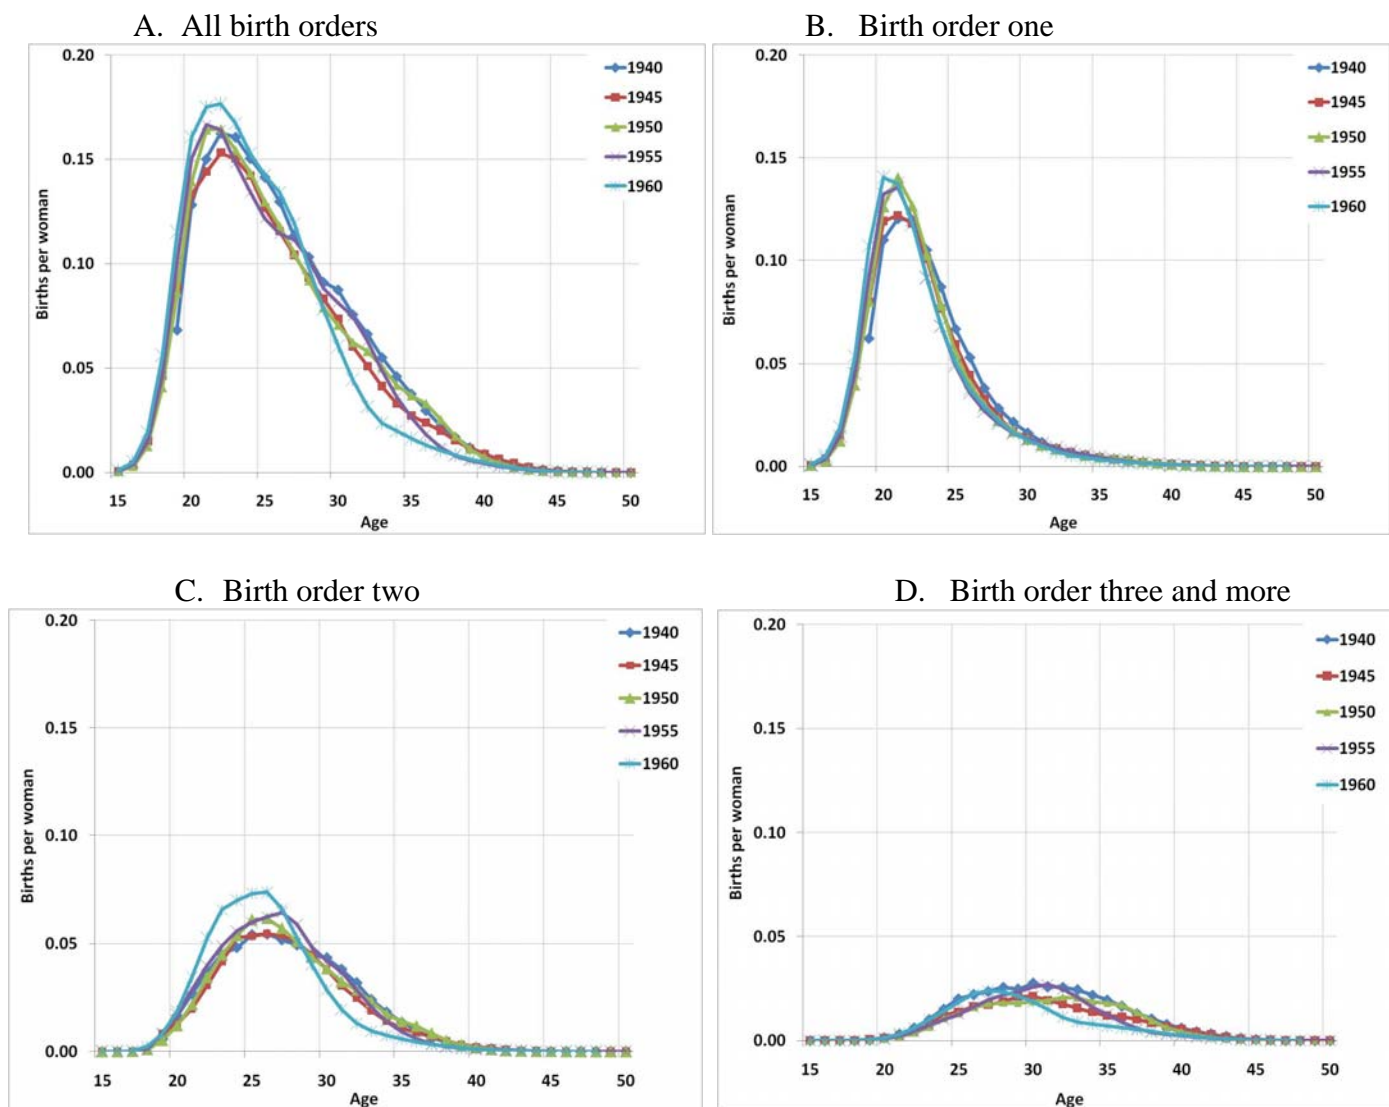 A. All birth orders
0.20
0.15
0.10
0.05
0.00
Births per woman
15 20 25 30 35 40 45 50
Age
1940
1945
1950
1955
1960
B. Birth order one
0.20
0.15
0.10
0.05
0.00
Births per woman
15 20 25 30 35 40 45 50
Age
1940
1945
1950
1955
1960
C. Birth order two
0.20
0.15
0.10
0.05
0.00
Births per woman
15 20 25 30 35 40 45 50
Age
1940
1945
1950
1955
1960
D. Birth order three and more
0.20
0.15
0.10
0.05
0.00
Births per woman
15 20 25 30 35 40 45 50
Age
1940
1945
1950
1955
1960